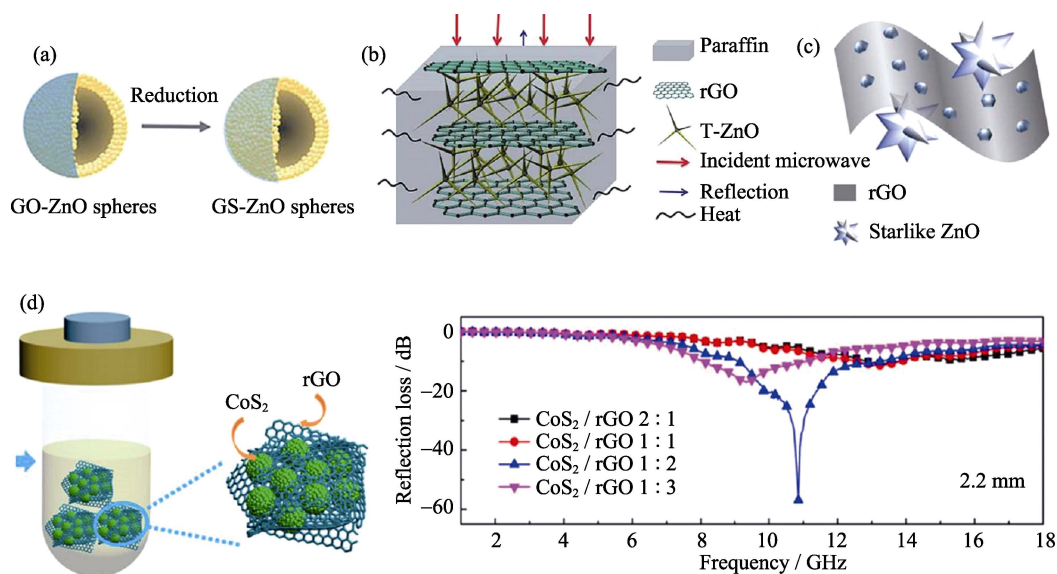 (a)
Reduction
GO-ZnO spheres
GS-ZnO spheres
(b)
Paraffin
rGO
T-ZnO
Incident microwave
Reflection
Heat
(c)
rGO
Starlike ZnO
(d)
CoS₂
rGO
Reflection loss / dB
0
−20
−40
−60
CoS₂ / rGO 2 : 1
CoS₂ / rGO 1 : 1
CoS₂ / rGO 1 : 2
CoS₂ / rGO 1 : 3
2.2 mm
2 4 6 8 10 12 14 16 18
Frequency / GHz